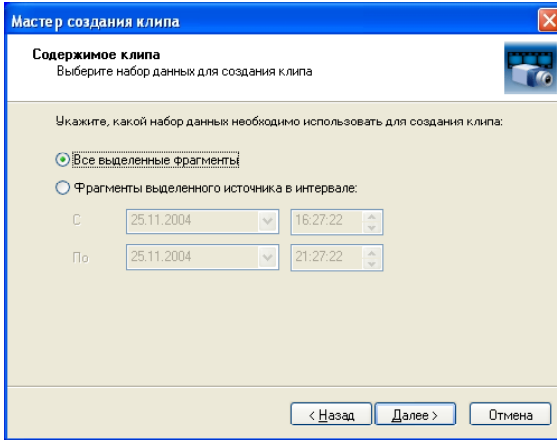 Мастер создания клипа
Содержимое клипа
Выберите набор данных для создания клипа
Укажите, какой набор данных необходимо использовать для создания клипа:
Все выделенные фрагменты
Фрагменты выделенного источника в интервале:
С 25.11.2004 16:27:22
По 25.11.2004 21:27:22
< Назад Далее > Отмена